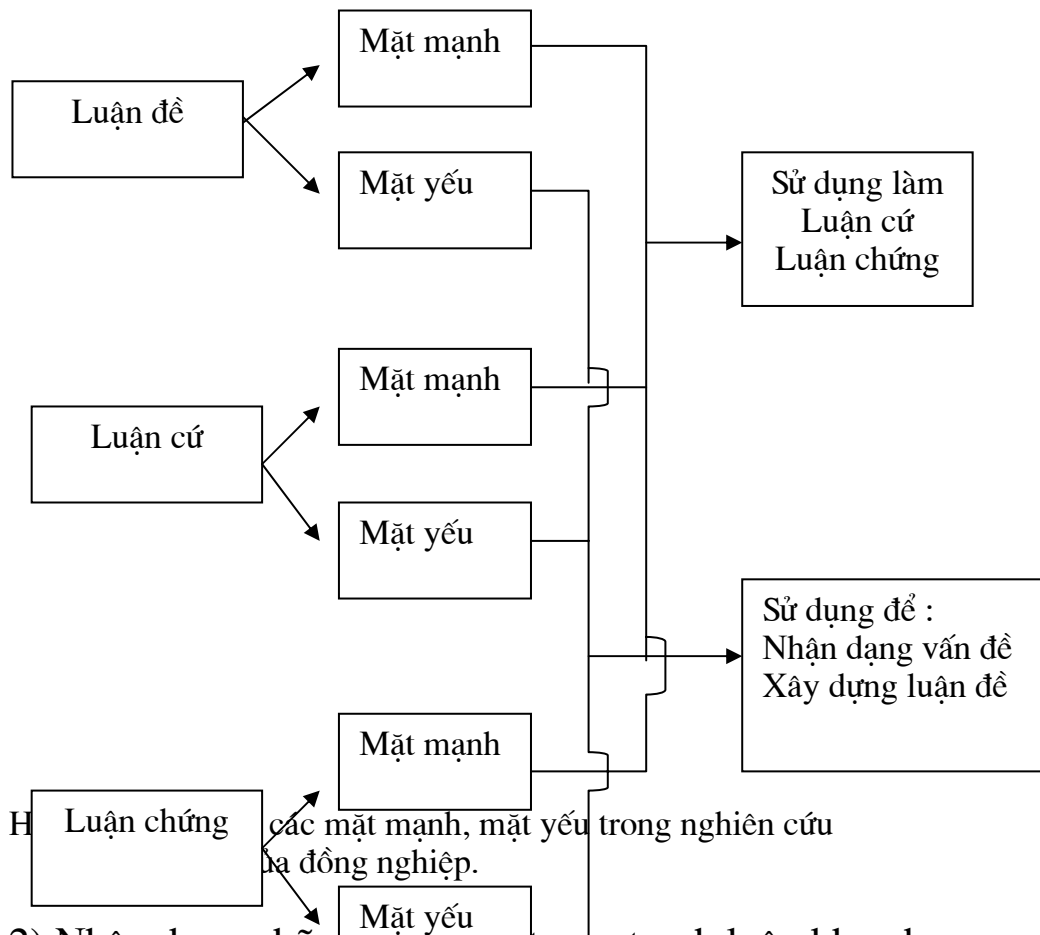 Mặt mạnh
Luận đề
Mặt yếu
Sử dụng làm
Luận cứ
Luận chứng
Mặt mạnh
Luận cứ
Mặt yếu
Sử dụng để :
Nhận dạng vấn đề
Xây dựng luận đề
Mặt mạnh
Luận chứng
các mặt mạnh, mặt yếu trong nghiên cứu
đồng nghiệp.
Mặt yếu